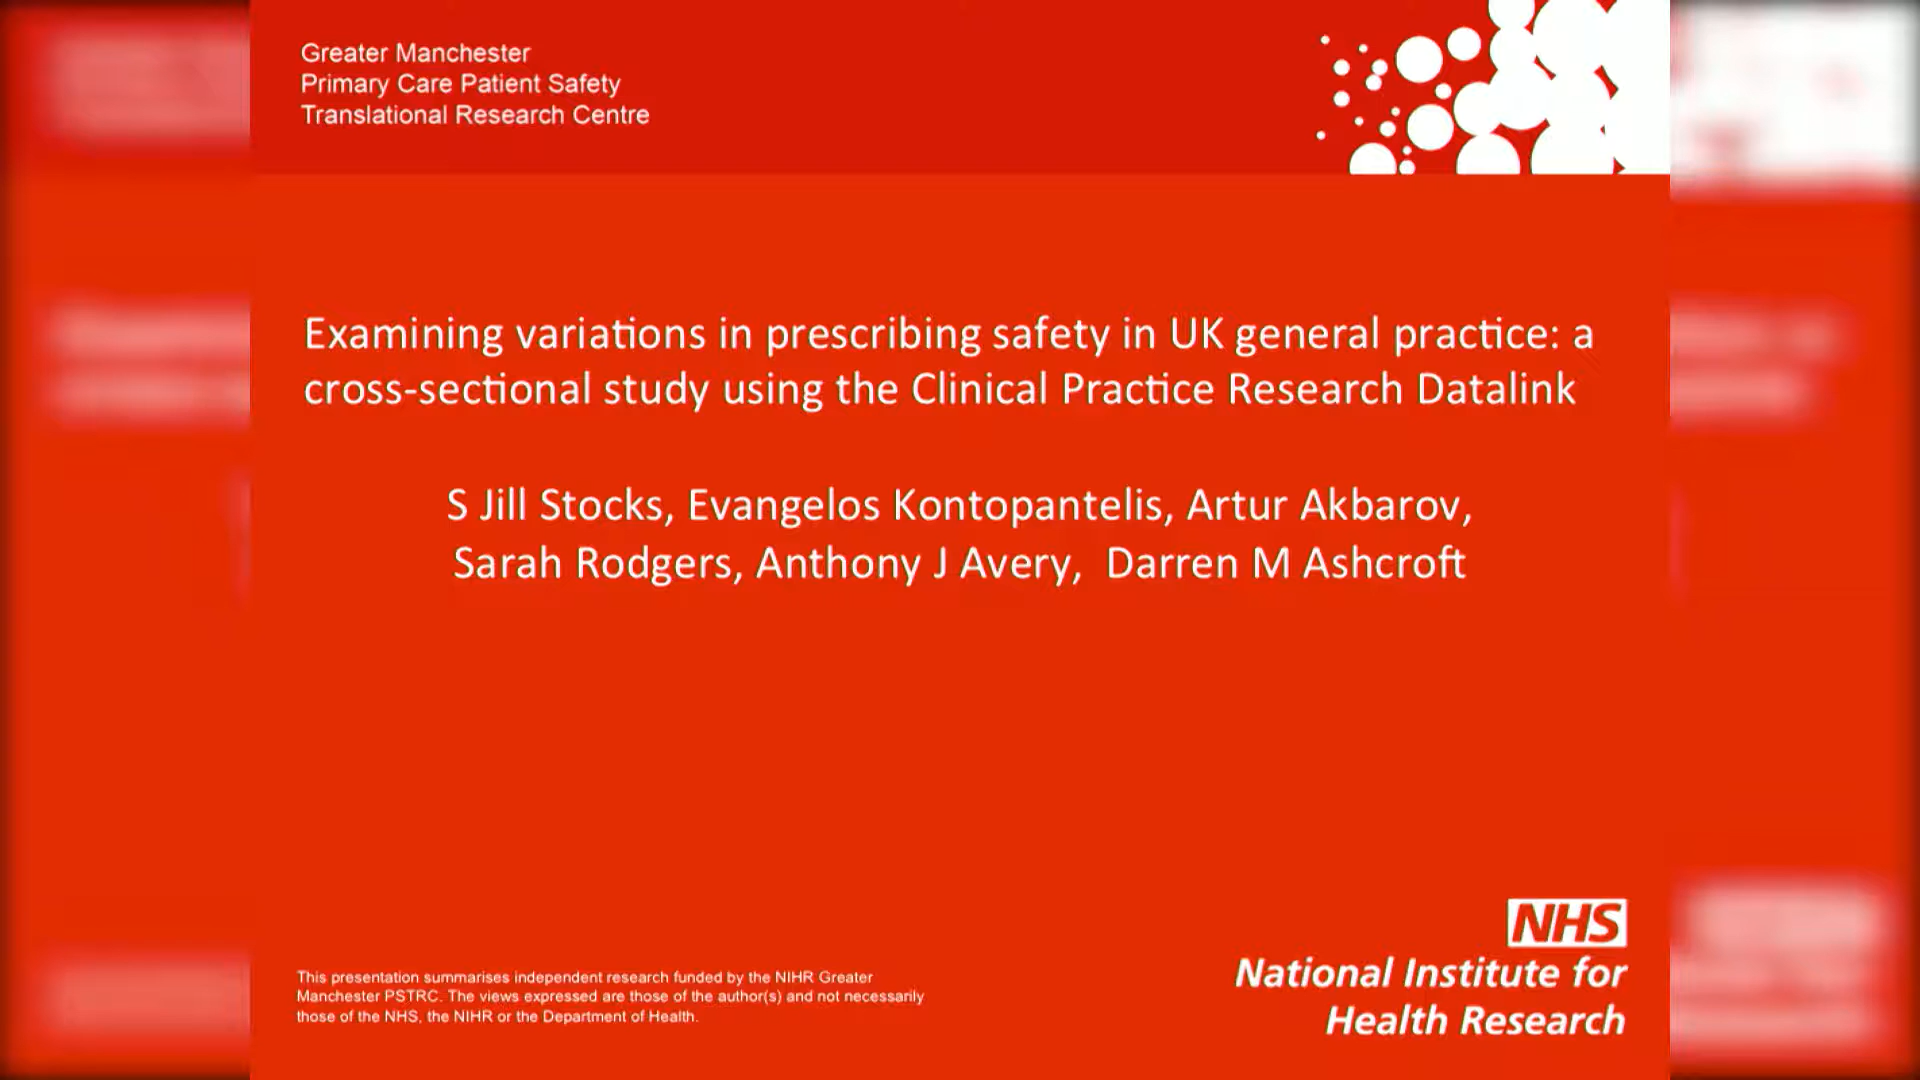 Greater Manchester
Primary Care Patient Safety
Translational Research Centre
Examining variations in prescribing safety in UK general practice: a
cross-sectional study using the Clinical Practice Research Datalink
S Jill Stocks, Evangelos Kontopantelis, Artur Akbarov,
Sarah Rodgers, Anthony J Avery, Darren M Ashcroft
NHS
National Institute for
Health Research
This presentation summarises independent research funded by the NIHR Greater
Manchester PSTRC. The views expressed are those of the author(s) and not necessarily
those of the NHS, the NIHR or the Department of Health.